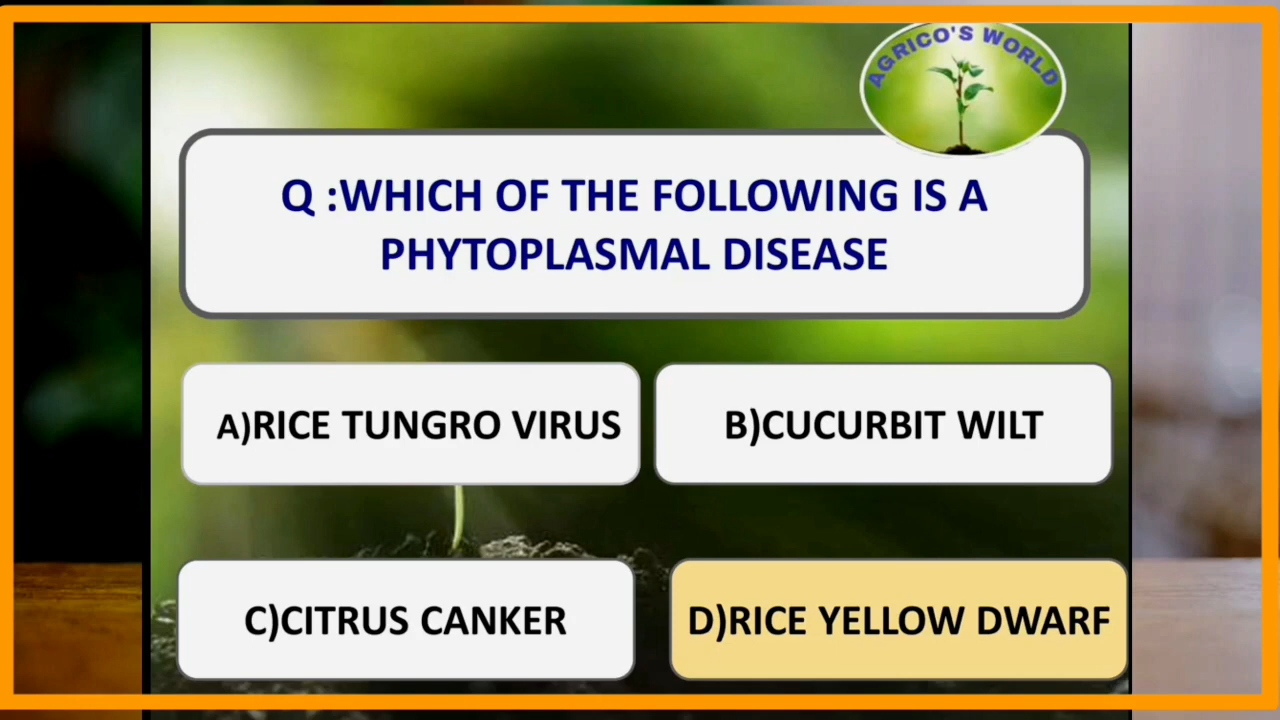 AGRICO'S WORLD
Q :WHICH OF THE FOLLOWING IS A
PHYTOPLASMAL DISEASE
A)RICE TUNGRO VIRUS
B)CUCURBIT WILT
C)CITRUS CANKER
D)RICE YELLOW DWARF